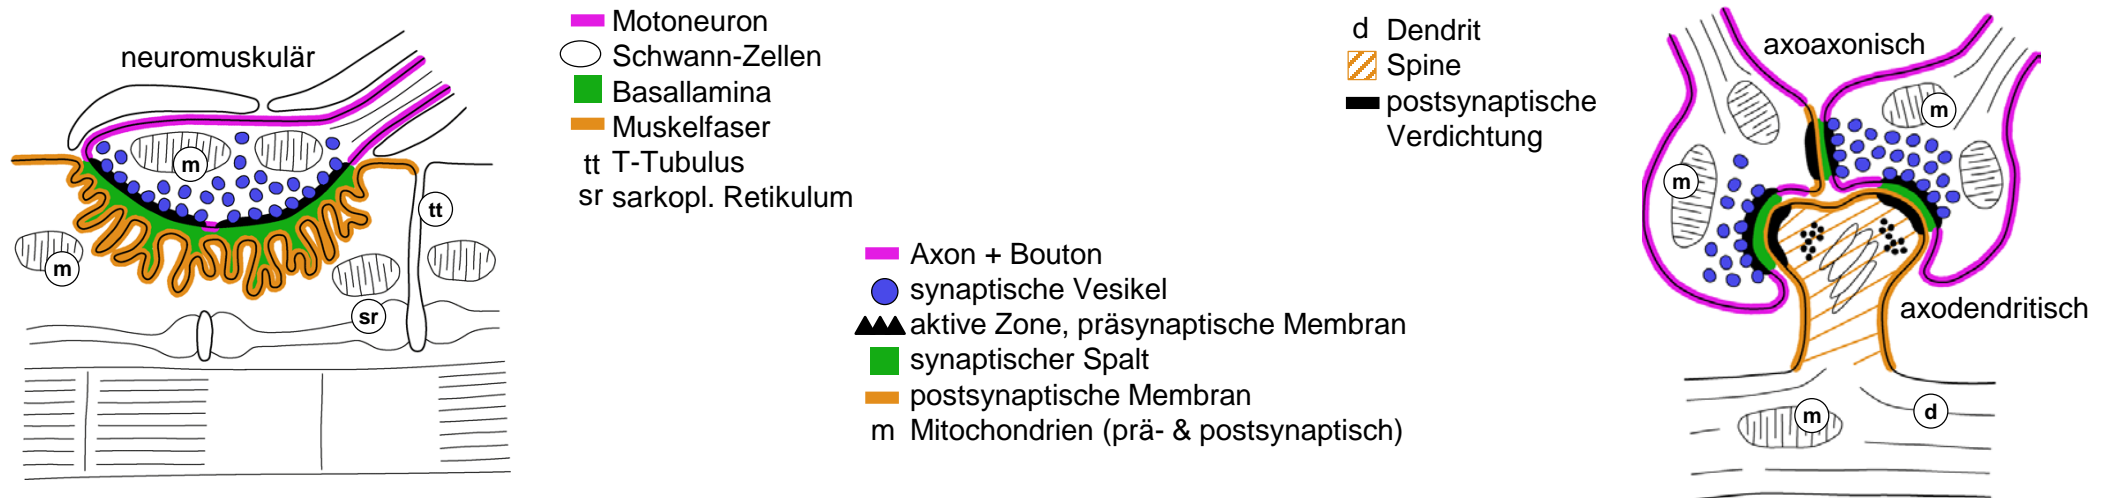 neuromuskulär
m
m
tt
sr
Motoneuron
Schwann-Zellen
Basallamina
Muskelfaser
tt T-Tubulus
sr sarkopl. Retikulum
Axon + Bouton
synaptische Vesikel
aktive Zone, präsynaptische Membran
synaptischer Spalt
postsynaptische Membran
m Mitochondrien (prä- & postsynaptisch)
d Dendrit
Spine
postsynaptische
Verdichtung
axoaxonisch
m
m
axodendritisch
m
d